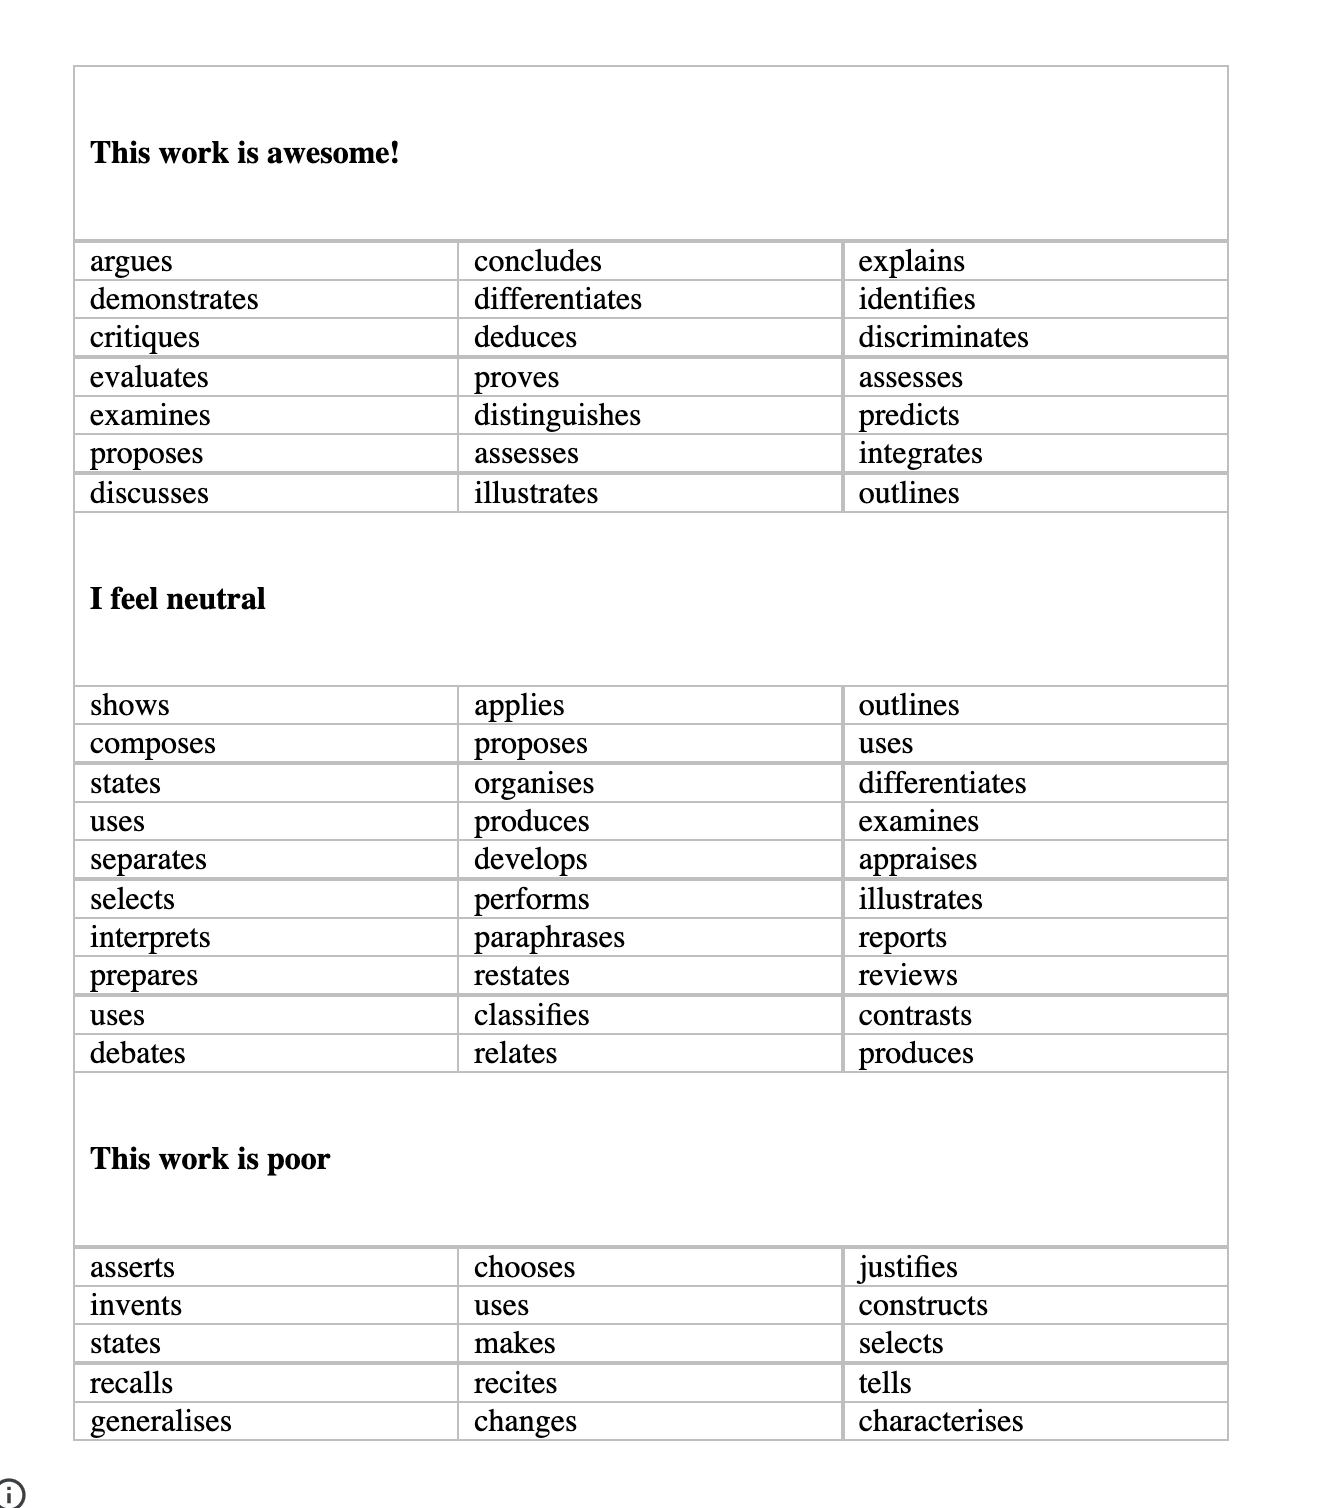 This work is awesome!
argues concludes explains
demonstrates differentiates identifies
critiques deduces discriminates
evaluates proves assesses
examines distinguishes predicts
proposes assesses integrates
discusses illustrates outlines
I feel neutral
shows applies outlines
composes proposes uses
states organises differentiates
uses produces examines
separates develops appraises
selects performs illustrates
interprets paraphrases reports
prepares restates reviews
uses classifies contrasts
debates relates produces
This work is poor
asserts chooses justifies
invents uses constructs
states makes selects
recalls recites tells
generalises changes characterises